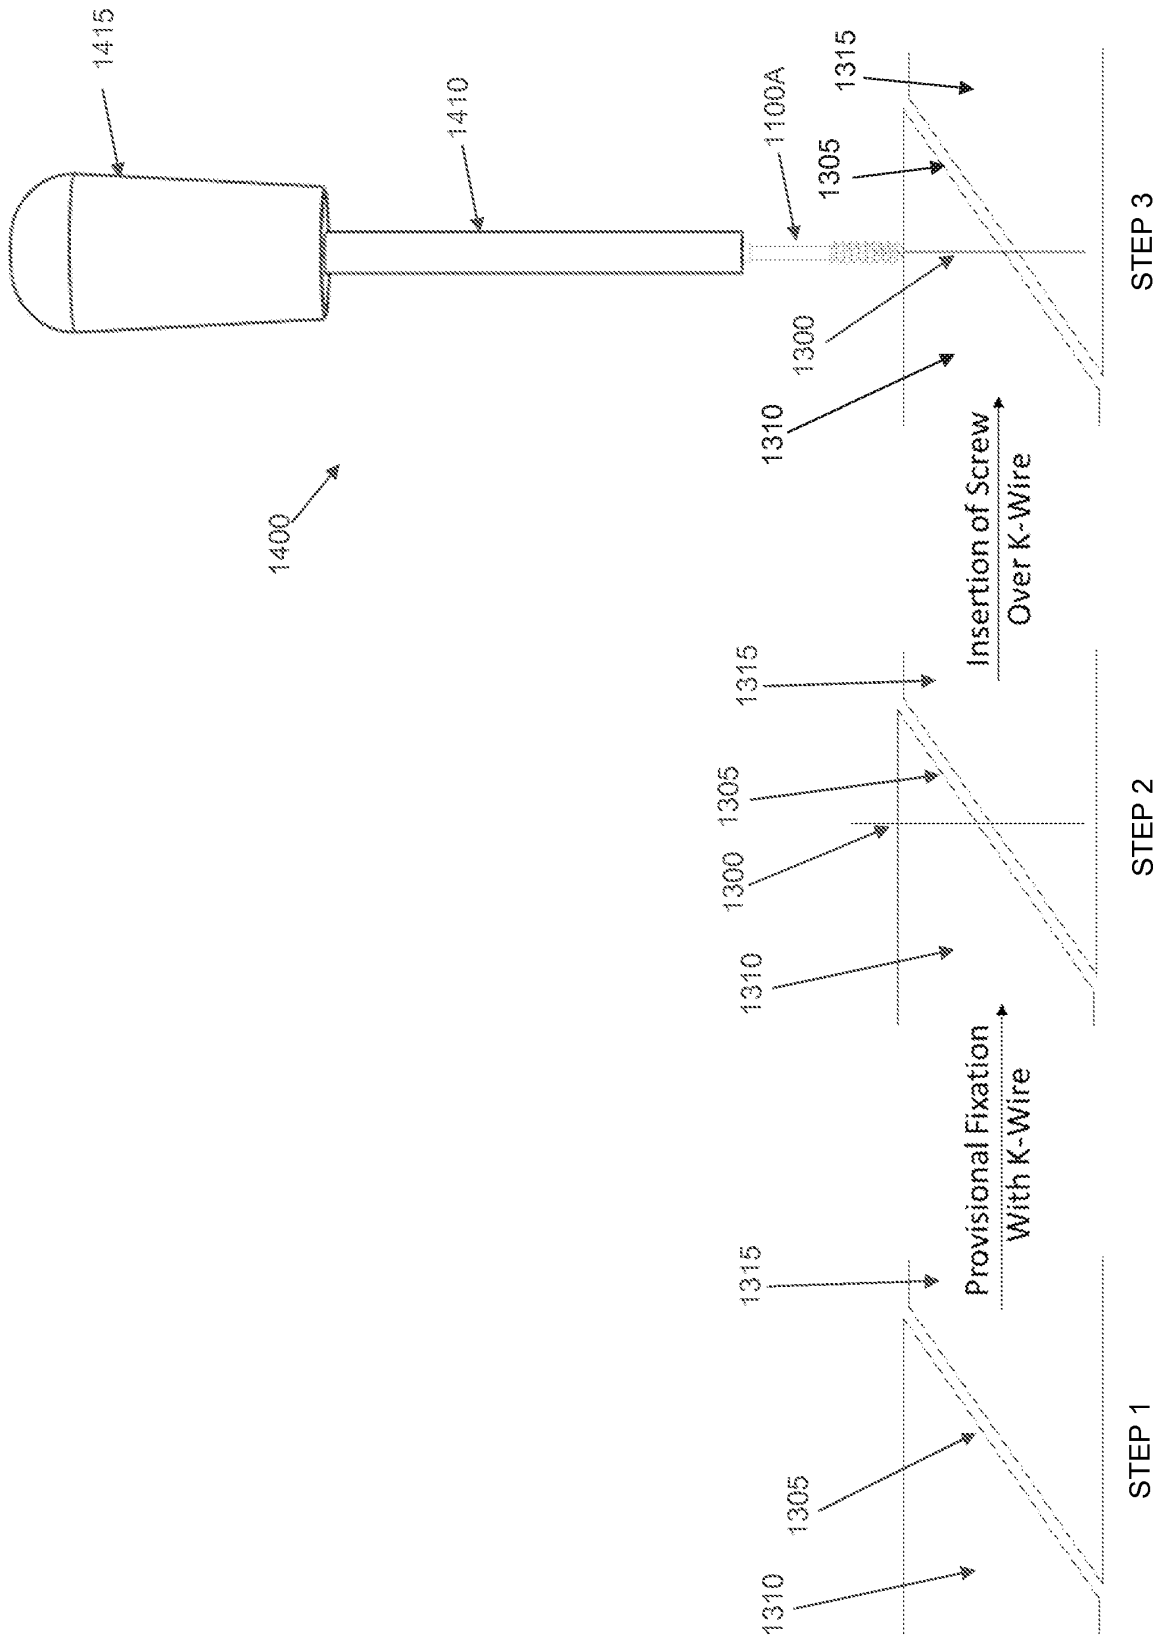 1400
1415
1410
1100A
1310
1305
1315
STEP 1
Provisional Fixation
With K-Wire
1310
1300
1305
1315
STEP 2
Insertion of Screw
Over K-Wire
1310
1300
1305
1315
STEP 3